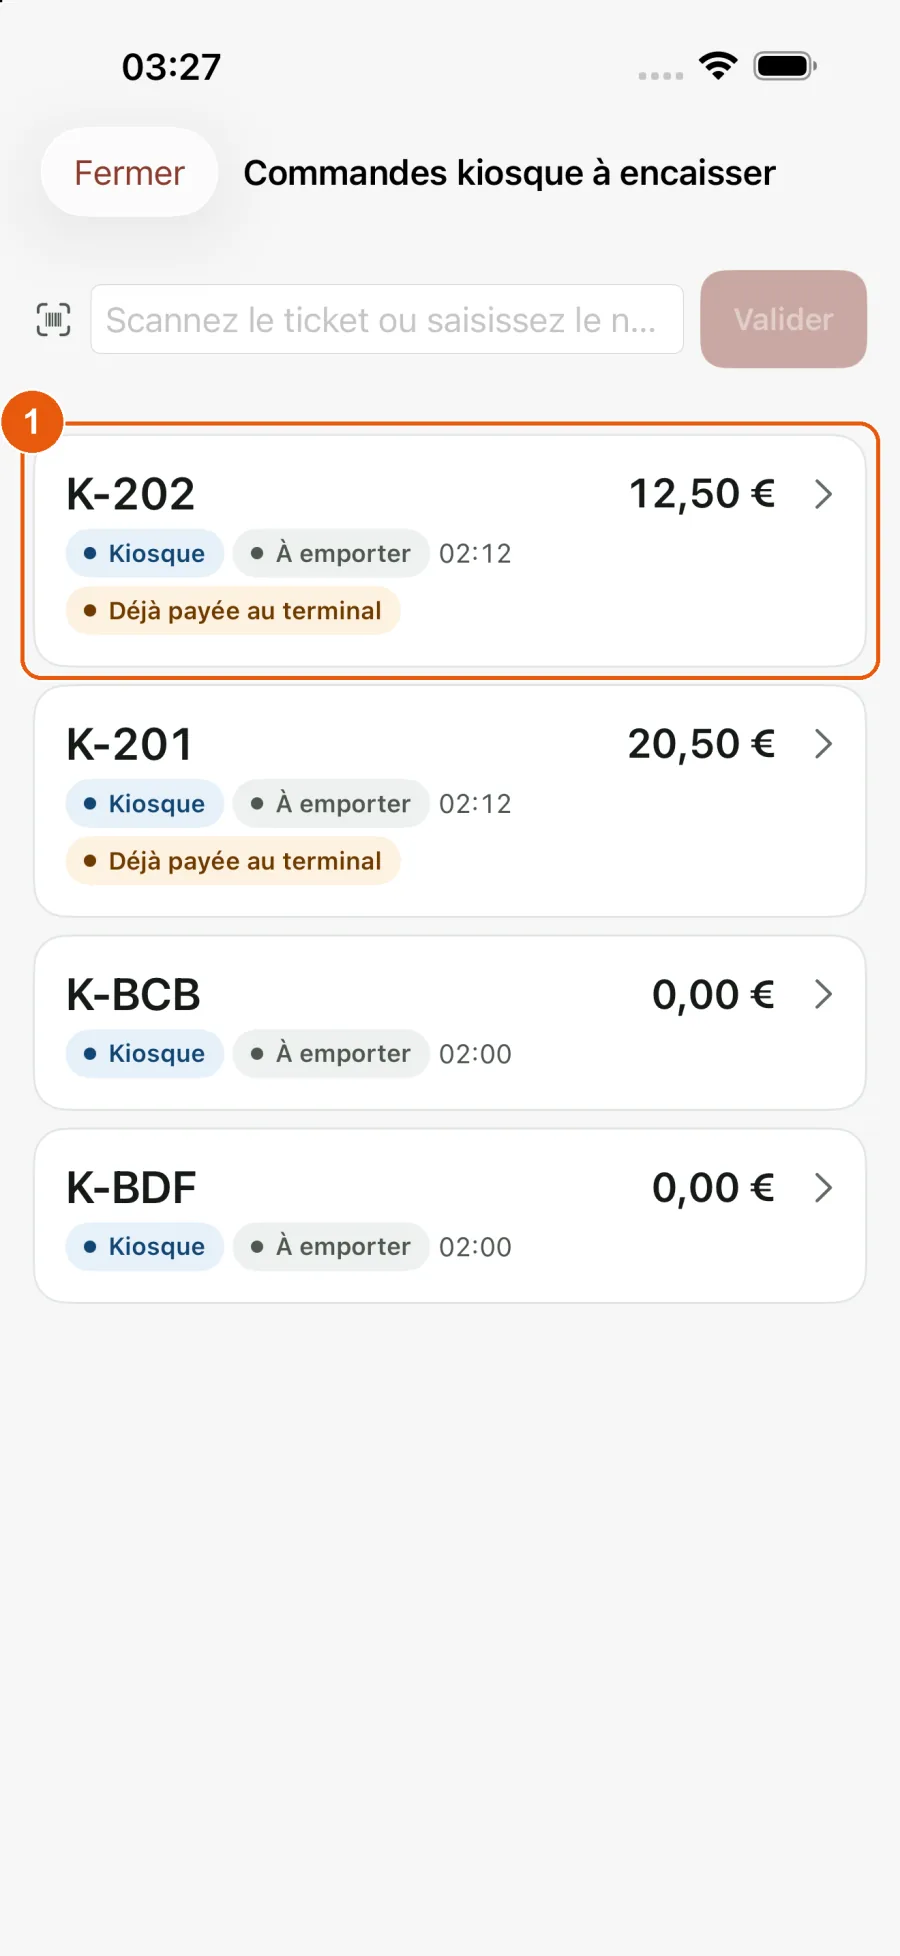 03:27
Fermer
Commandes kiosque à encaisser
Scannez le ticket ou saisissez le n...
Valider
1
K-202
12,50 €
Kiosque
À emporter
02:12
Déjà payée au terminal
K-201
20,50 €
Kiosque
À emporter
02:12
Déjà payée au terminal
K-BCB
0,00 €
Kiosque
À emporter
02:00
K-BDF
0,00 €
Kiosque
À emporter
02:00